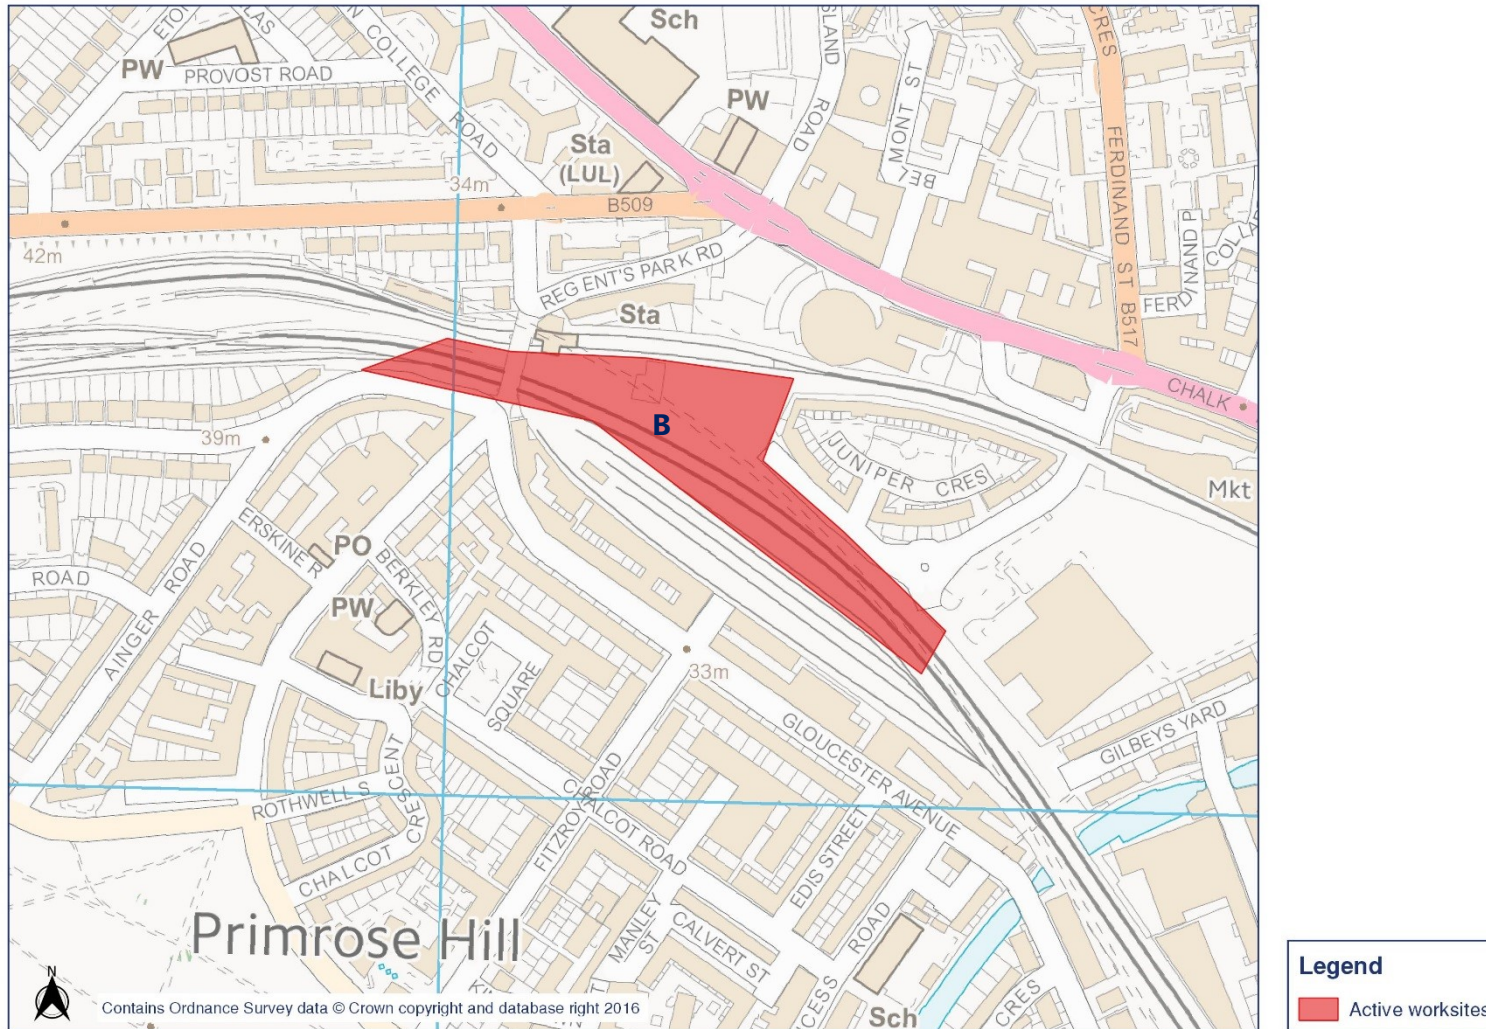 Sch
PW
PROVOST ROAD
COLLEGE ROAD
PW
ROAD
BELMONT ST
CRES
FERDINAND ST B517
Sta
(LUL)
34m
B509
42m
REGENT'S PARK RD
Sta
CHALK
B
39m
JUNIPER CRES
Mkt
ERSKINE R
PO
ROAD
AINGER ROAD
BERKLEY RD
PW
Liby
CHALCOT SQUARE
33m
GLOUCESTER AVENUE
GILBEYS YARD
ROTHWELL S
CHALCOT CRESCENT
FITZROY ROAD
CHALCOT ROAD
EDIS STREET
Primrose Hill
MANLEY ST
CALVERT ST
ROAD
Sch
CRES
N
Contains Ordnance Survey data © Crown copyright and database right 2016
Legend
Active worksites